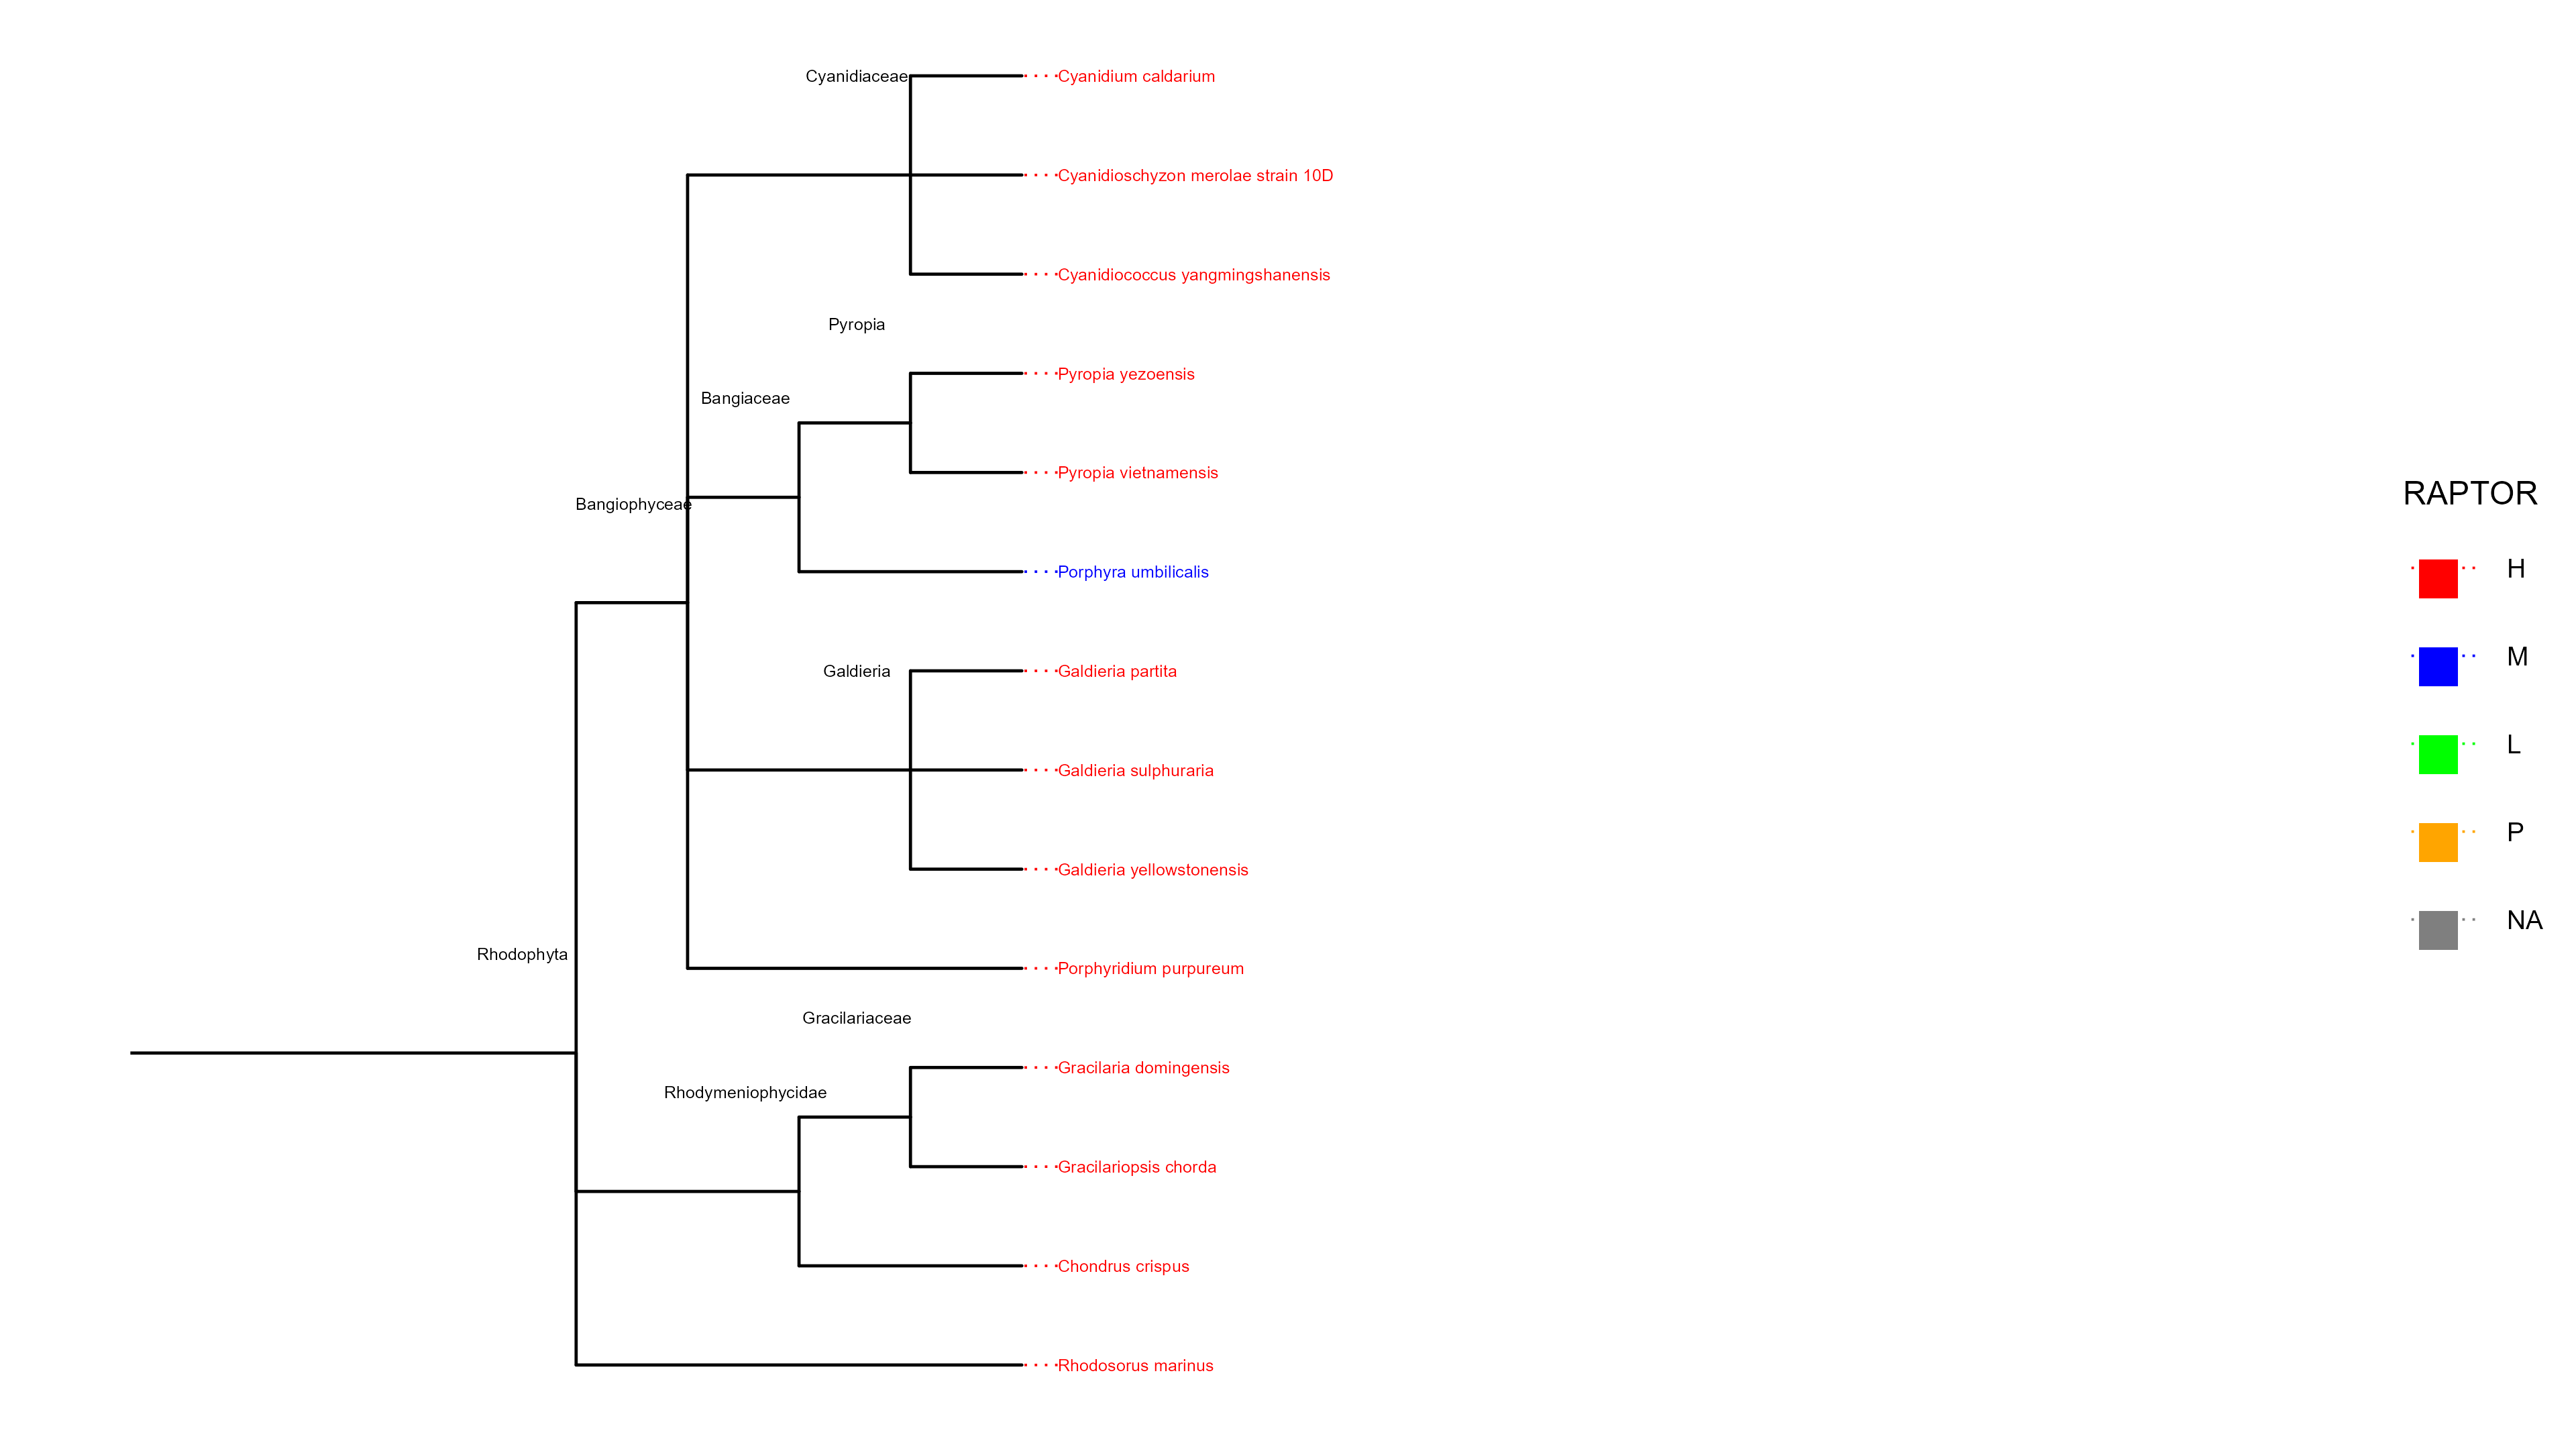 Cyanidiaceae
Cyanidium caldarium
Cyanidioschyzon merolae strain 10D
Cyanidiococcus yangmingshanensis
Pyropia
Pyropia yezoensis
Bangiaceae
Pyropia vietnamensis
Bangiophyceae
Porphyra umbilicalis
Galdieria
Galdieria partita
Galdieria sulphuraria
Galdieria yellowstonensis
Rhodophyta
Porphyridium purpureum
Gracilariaceae
Gracilaria domingensis
Rhodymeniophycidae
Gracilariopsis chorda
Chondrus crispus
Rhodosorus marinus
RAPTOR
H
M
L
P
NA